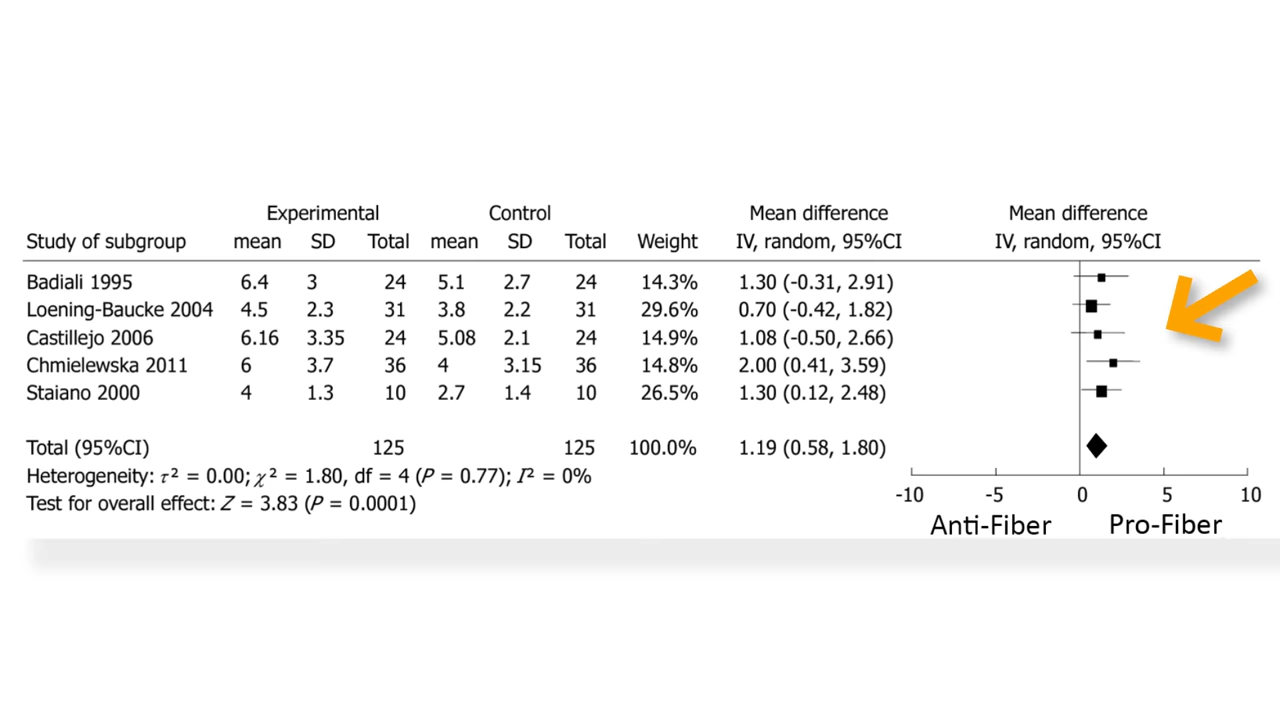 Experimental Control Mean difference Mean difference
Study of subgroup mean SD Total mean SD Total Weight IV, random, 95%CI IV, random, 95%CI
Badiali 1995 6.4 3 24 5.1 2.7 24 14.3% 1.30 (-0.31, 2.91)
Loening-Baucke 2004 4.5 2.3 31 3.8 2.2 31 29.6% 0.70 (-0.42, 1.82)
Castillejo 2006 6.16 3.35 24 5.08 2.1 24 14.9% 1.08 (-0.50, 2.66)
Chmielewska 2011 6 3.7 36 4 3.15 36 14.8% 2.00 (0.41, 3.59)
Staiano 2000 4 1.3 10 2.7 1.4 10 26.5% 1.30 (0.12, 2.48)
Total (95%CI) 125 125 100.0% 1.19 (0.58, 1.80)
Heterogeneity: τ² = 0.00; χ² = 1.80, df = 4 (P = 0.77); I² = 0%
Test for overall effect: Z = 3.83 (P = 0.0001)
-10 -5 0 5 10
Anti-Fiber Pro-Fiber